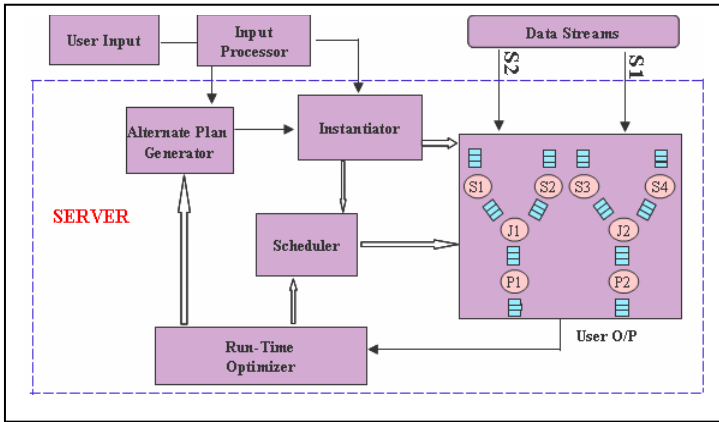 User Input
Input
Processor
Data Streams
S2
S1
Alternate Plan
Generator
Instantiator
S1
S2
S3
S4
SERVER
J1
J2
Scheduler
P1
P2
User O/P
Run-Time
Optimizer